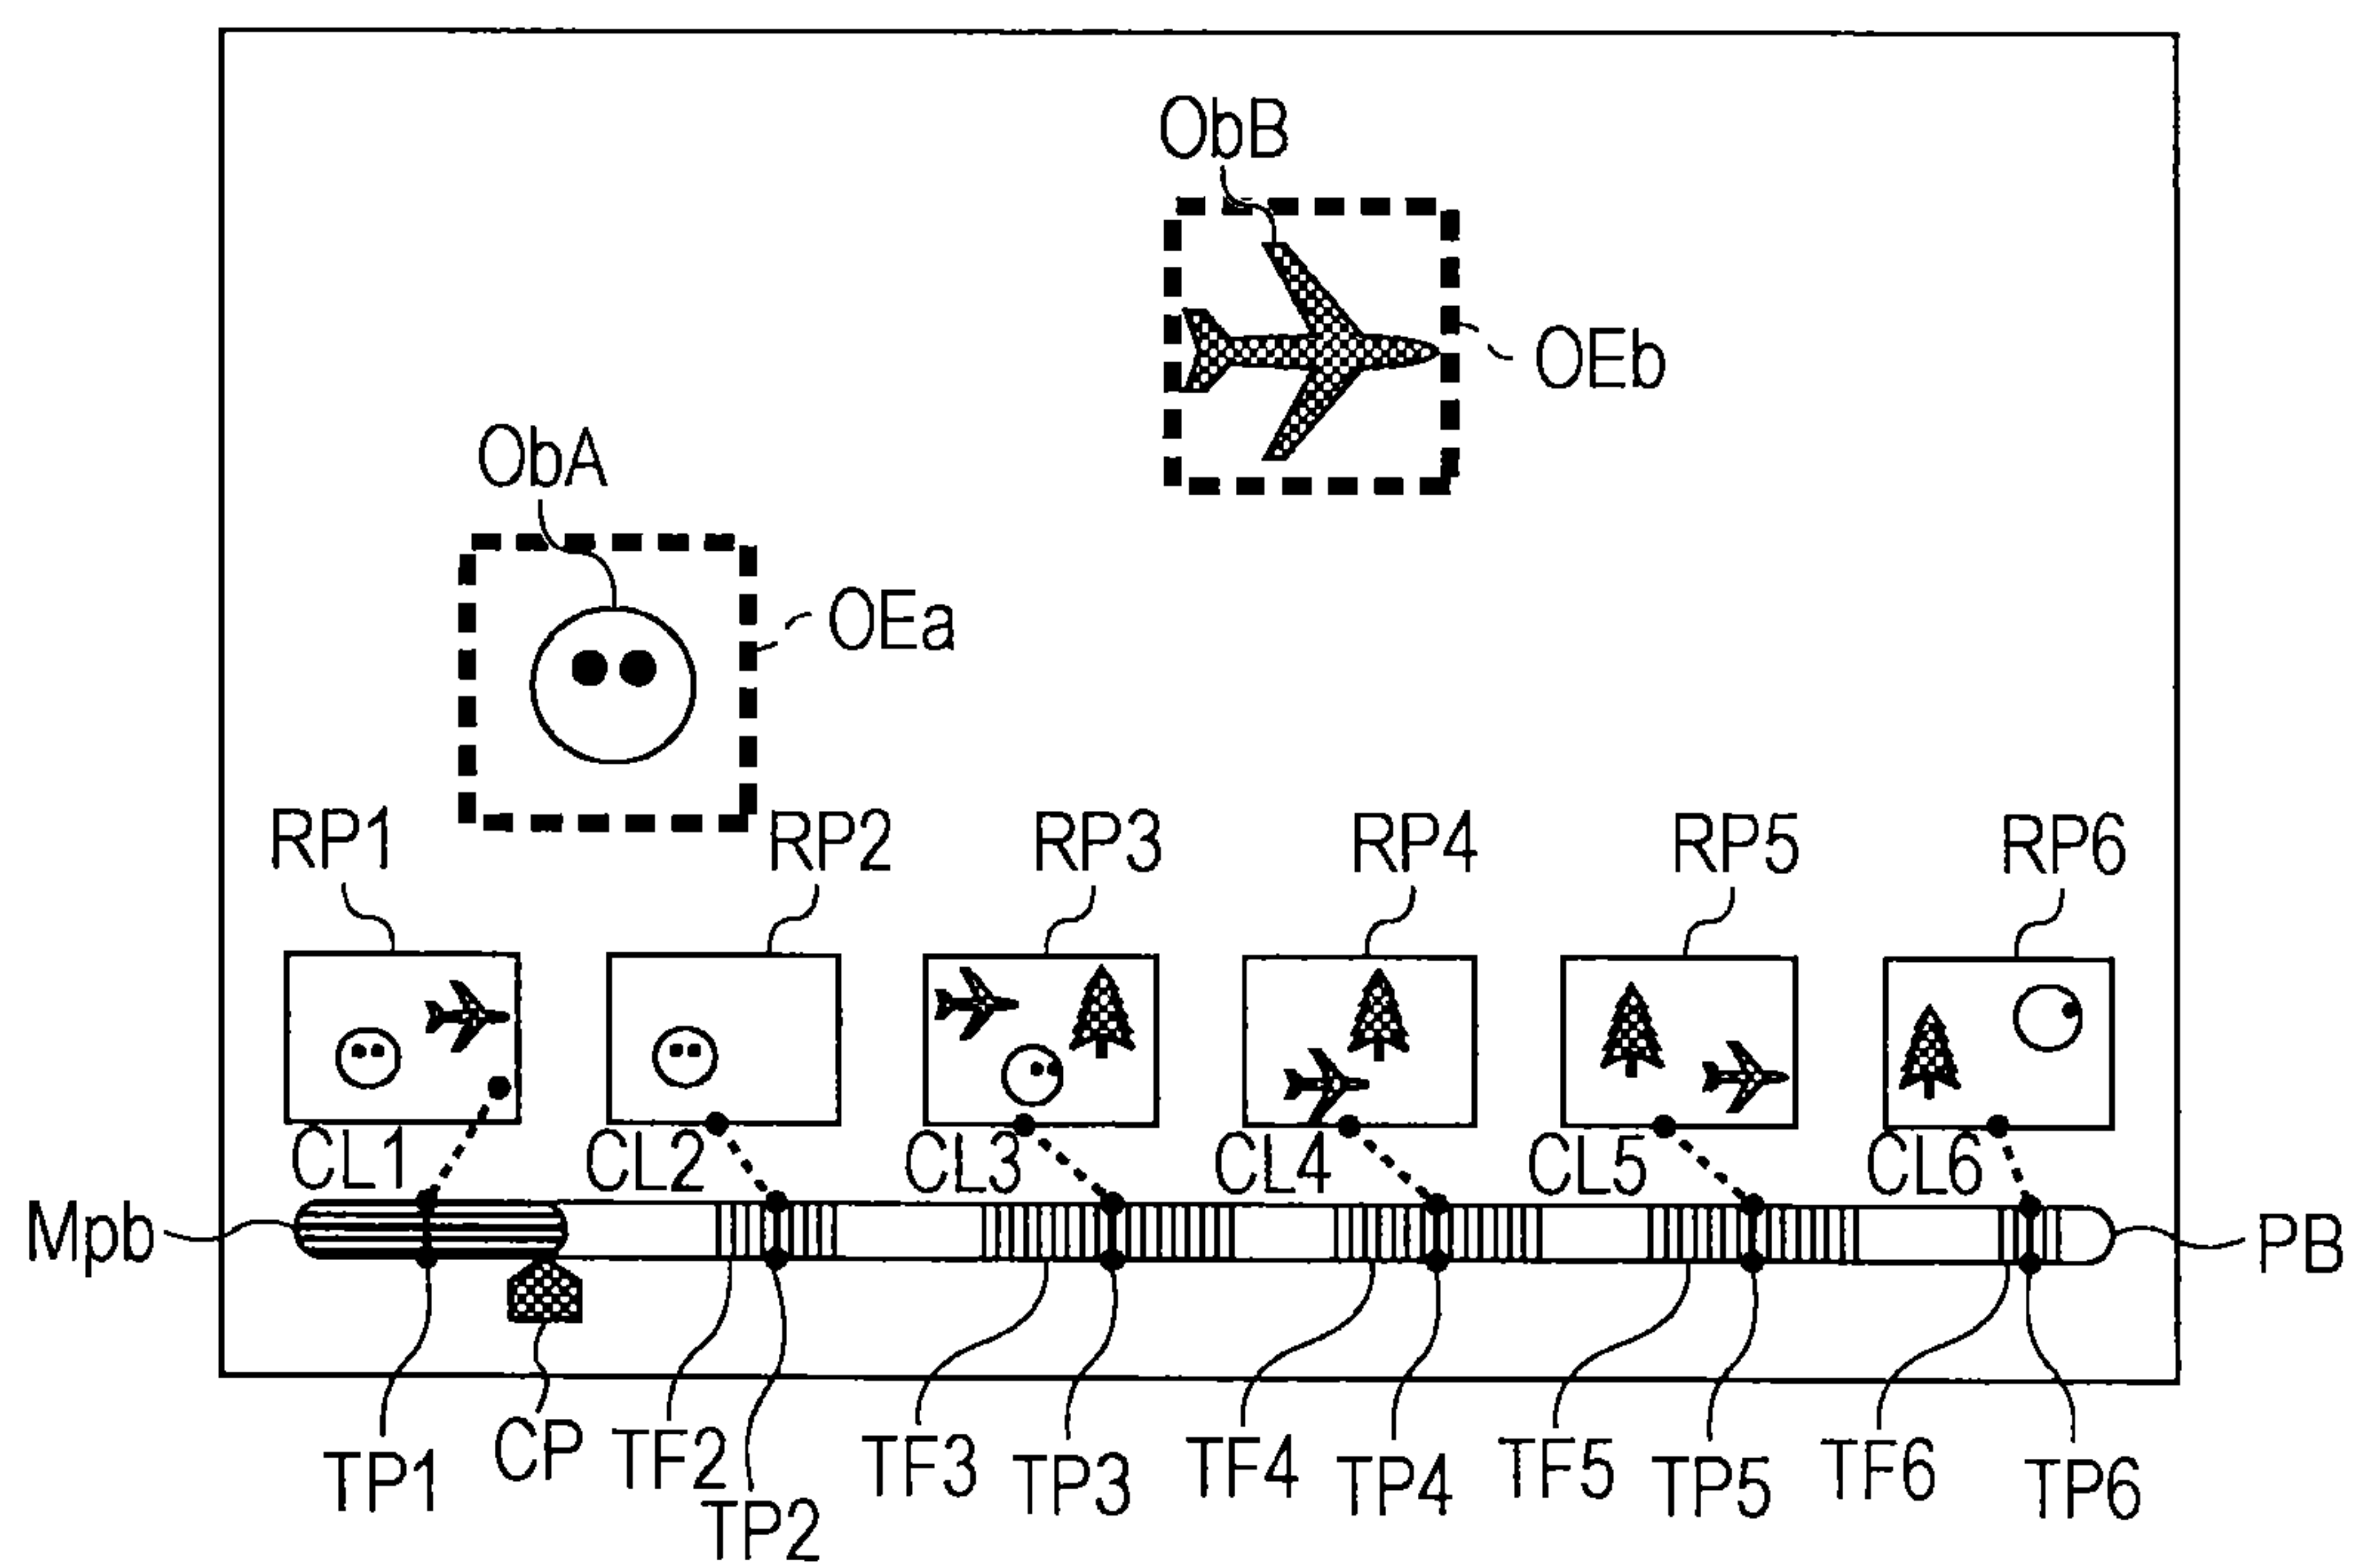 ObB
OEb
ObA
OEa
RP1 RP2 RP3 RP4 RP5 RP6
CL1 CL2 CL3 CL4 CL5 CL6
Mpb PB
TP1 CP TF2 TP2 TF3 TP3 TF4 TP4 TF5 TP5 TF6 TP6